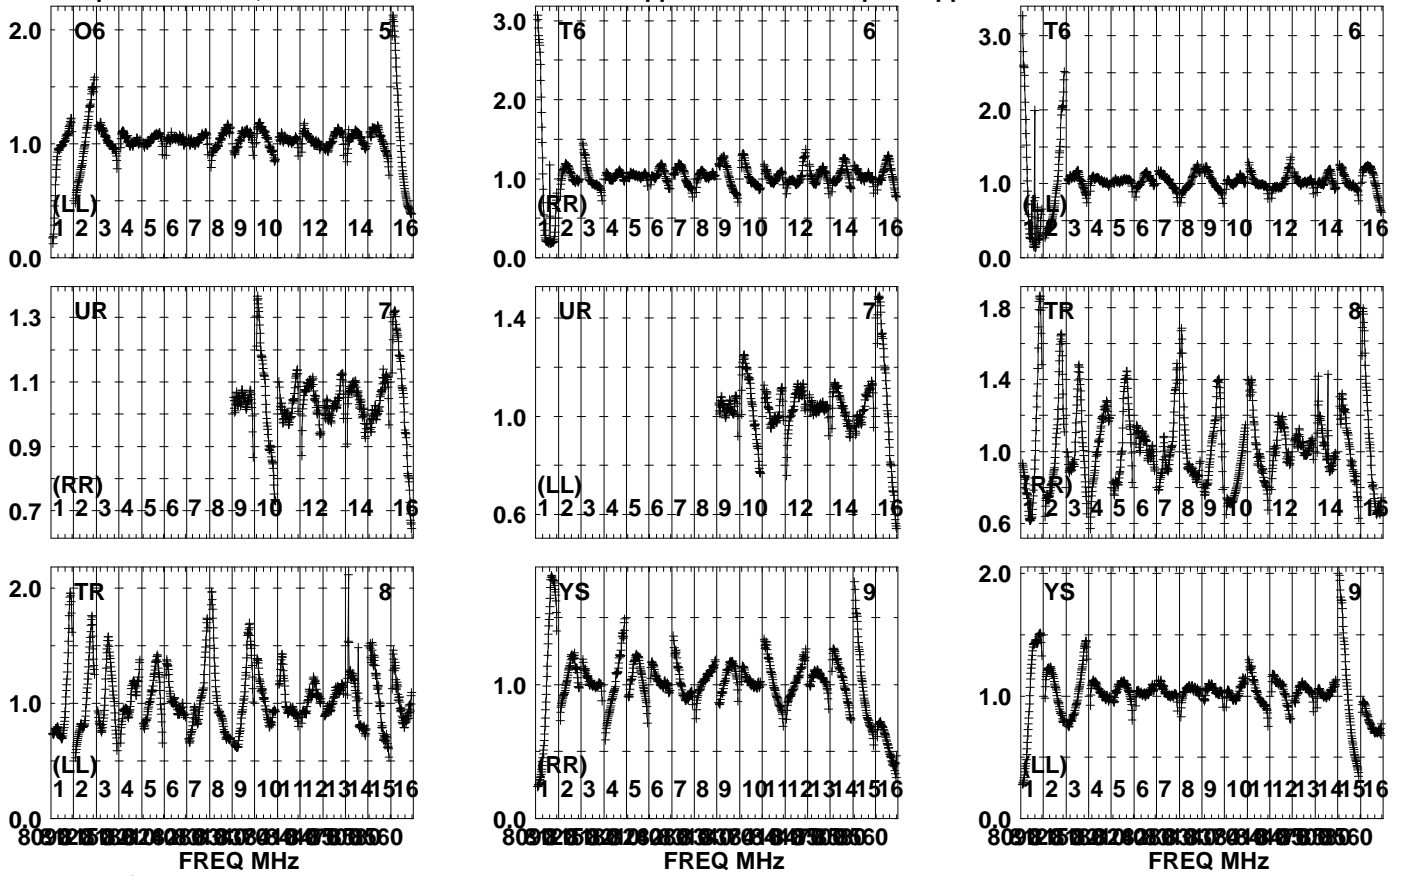 2.0 O6 5
1.0
(LL)
1 2 3 4 5 6 7 8 9 10 12 14 16
0.0
3.0 T6 6
2.0
1.0
(RR)
1 2 3 4 5 6 7 8 9 10 12 14 16
0.0
3.0 T6 6
2.0
1.0
(LL)
1 2 3 4 5 6 7 8 9 10 12 14 16
0.0
UR 7
1.3
1.1
0.9
(RR)
0.7 1 2 3 4 5 6 7 8 9 10 12 14 16
UR 7
1.4
1.0
(LL)
0.6 1 2 3 4 5 6 7 8 9 10 12 14 16
1.8 TR 8
1.4
1.0
(RR)
2 3 4 5 6 7 8 9 10 12 14 16
0.6
2.0 TR 8
1.0
(LL)
1 2 3 4 5 6 7 8 9 10 11 12 13 14 15 16
0.0
YS 9
1.0
(RR)
1 2 3 4 5 6 7 8 9 10 11 12 13 14 15 16
0.0
2.0 YS 9
1.0
(LL)
1 2 3 4 5 6 7 8 9 10 11 12 13 14 15 16
0.0
FREQ MHz
FREQ MHz
FREQ MHz